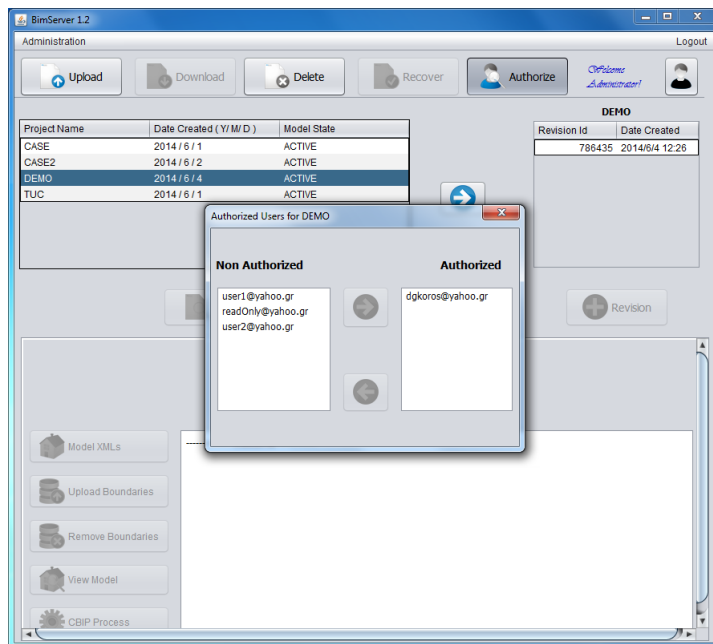 BimServer 1.2
Administration Logout
Upload Download Delete Recover Authorize Welcome
Administrator!
DEMO
Project Name Date Created ( Y/ M/ D ) Model State
Revision Id Date Created
CASE 2014 / 6 / 1 ACTIVE
786435 2014/6/4 12:26
CASE2 2014 / 6 / 2 ACTIVE
DEMO 2014 / 6 / 4 ACTIVE
TUC 2014 / 6 / 1 ACTIVE
Authorized Users for DEMO
Non Authorized Authorized
user1@yahoo.gr dgkoros@yahoo.gr
readOnly@yahoo.gr
user2@yahoo.gr
Revision
Model XMLs
Upload Boundaries
Remove Boundaries
View Model
CBIP Process